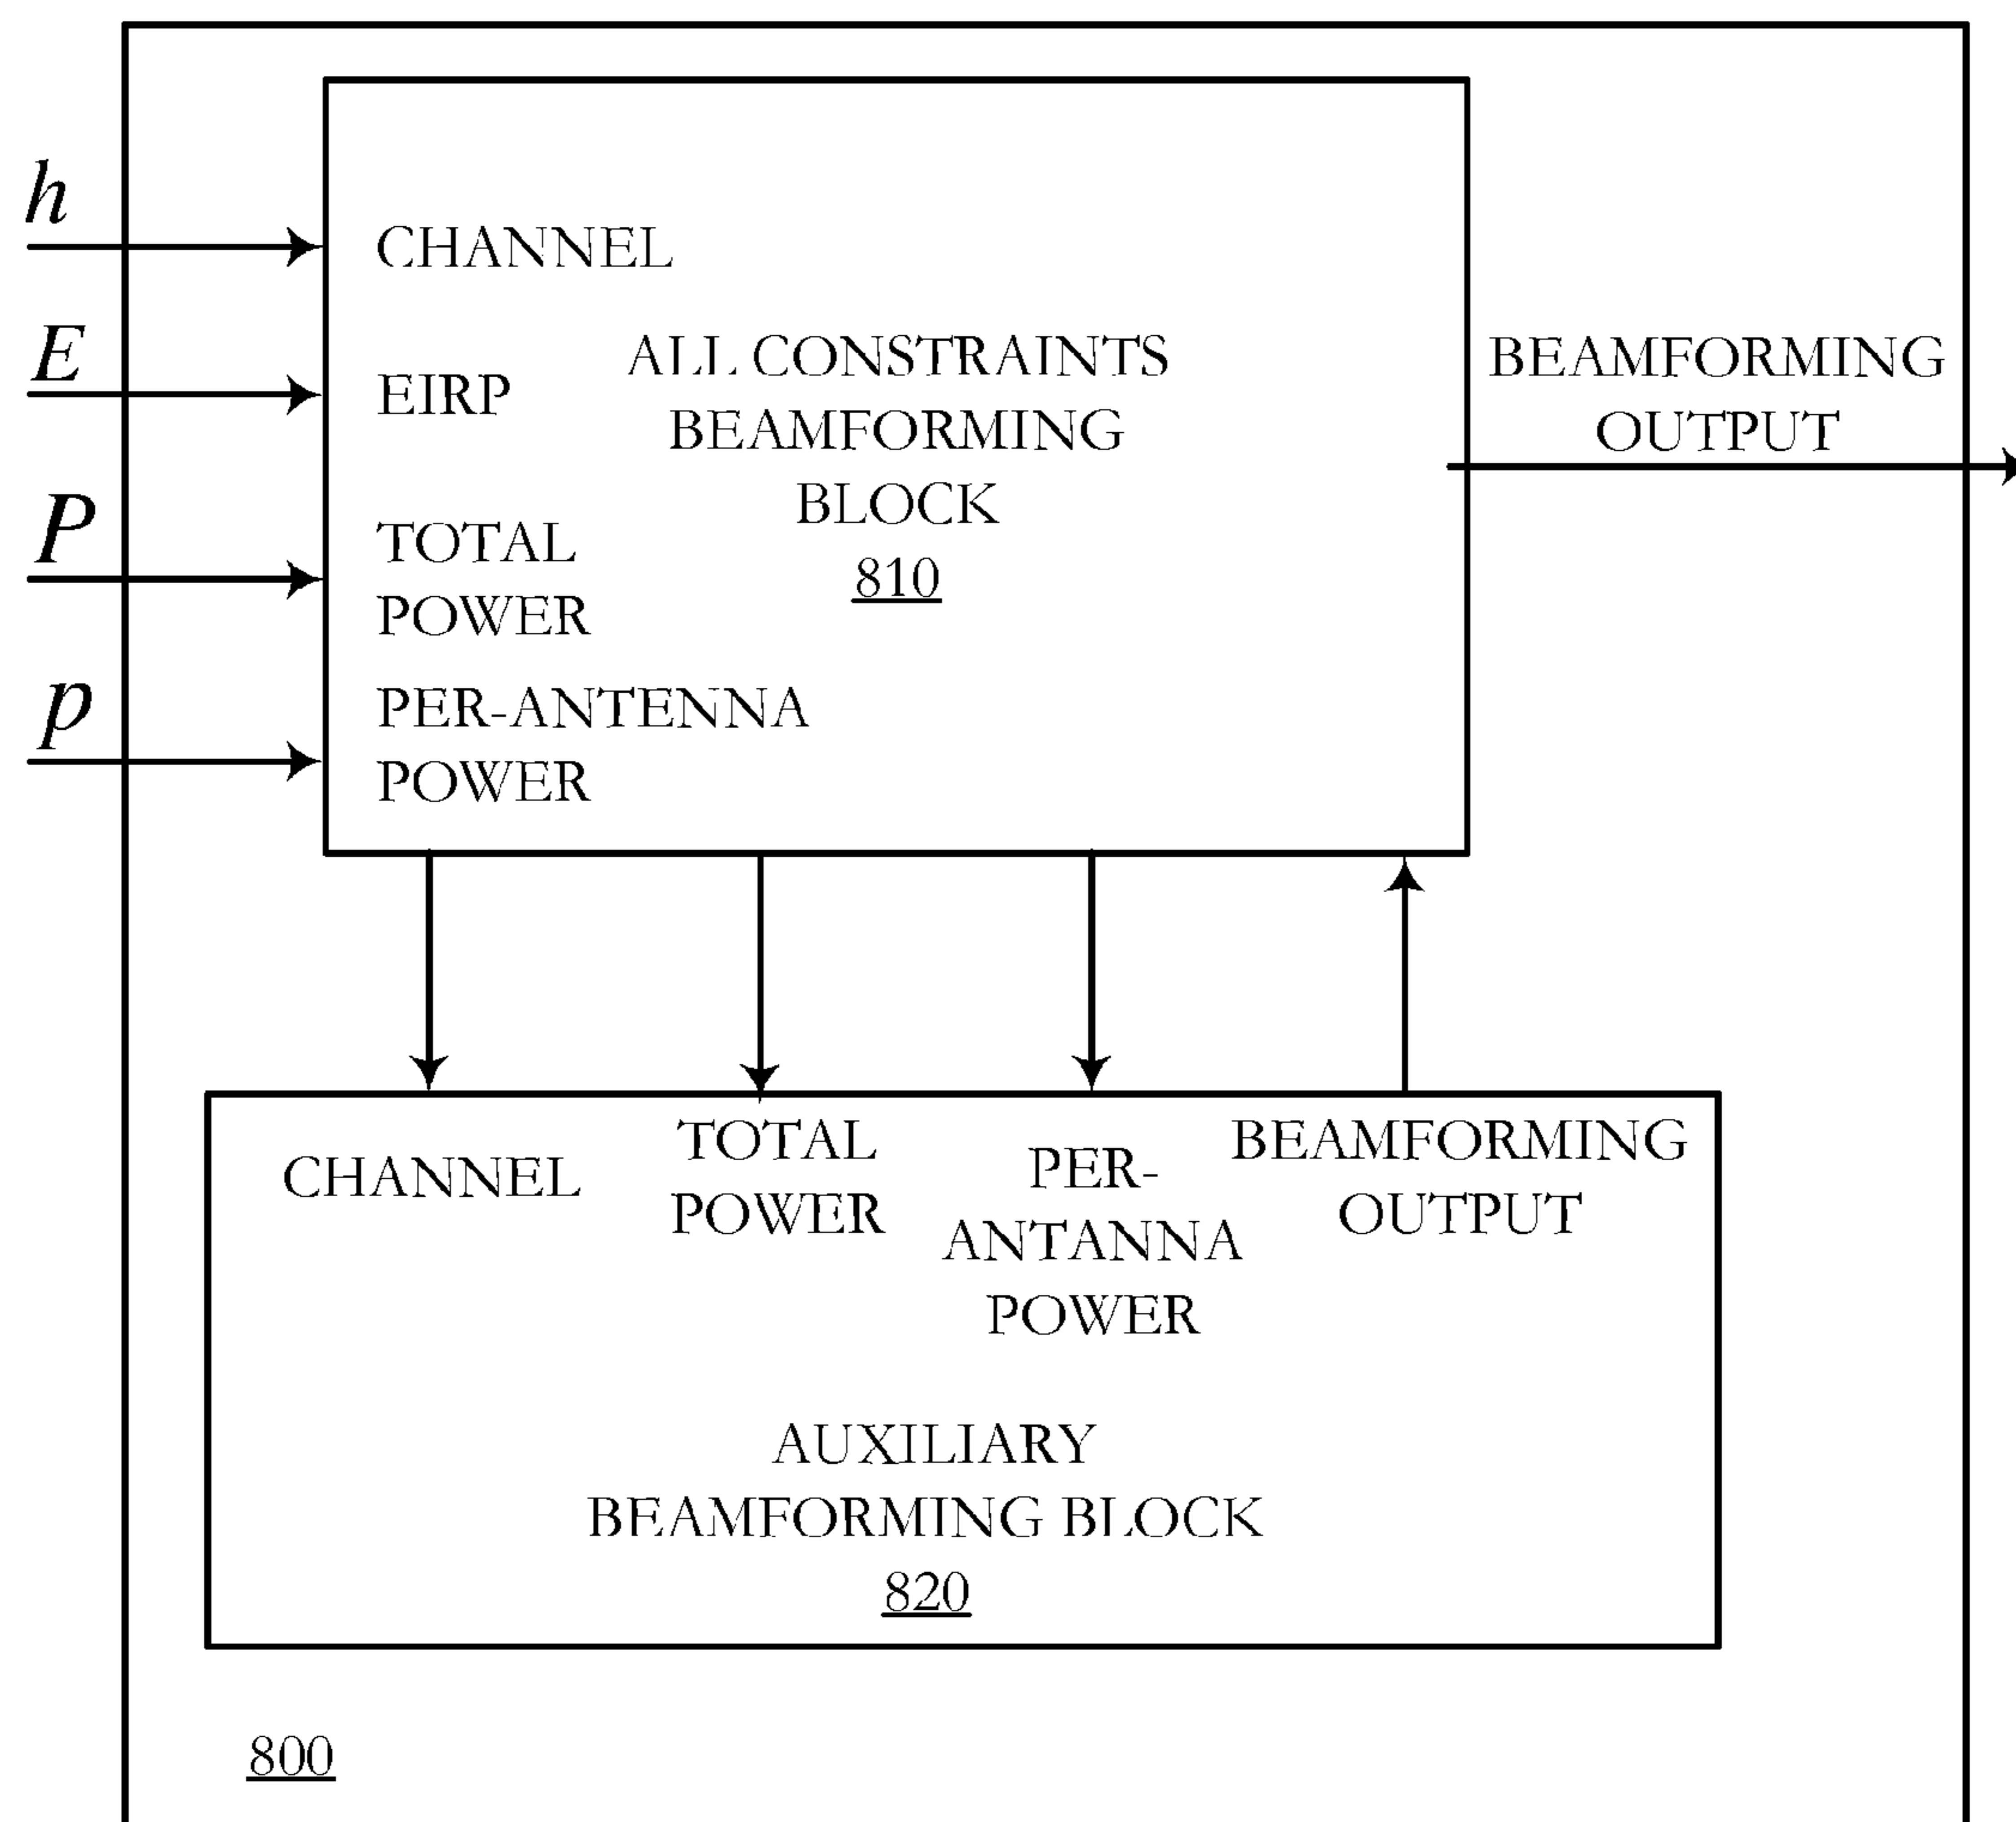 h
CHANNEL
E
EIRP
ALL CONSTRAINTS
BEAMFORMING
BLOCK
810
P
TOTAL
POWER
p
PER-ANTENNA
POWER
BEAMFORMING
OUTPUT
CHANNEL
TOTAL
POWER
PER-
ANTANNA
POWER
BEAMFORMING
OUTPUT
AUXILIARY
BEAMFORMING BLOCK
820
800